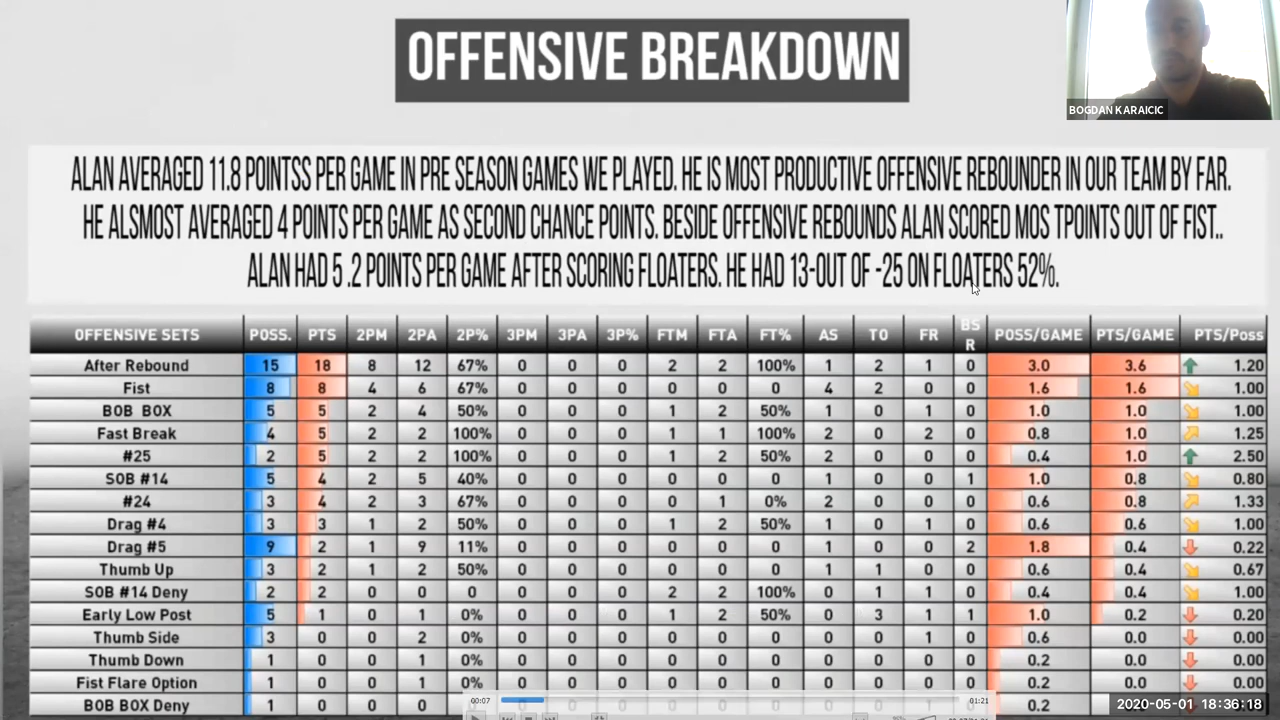 OFFENSIVE BREAKDOWN
BOGDAN KARAICIC
ALAN AVERAGED 11.8 POINTSS PER GAME IN PRE SEASON GAMES WE PLAYED. HE IS MOST PRODUCTIVE OFFENSIVE REBOUNDER IN OUR TEAM BY FAR.
HE ALSMOST AVERAGED 4 POINTS PER GAME AS SECOND CHANCE POINTS. BESIDE OFFENSIVE REBOUNDS ALAN SCORED MOS TPOINTS OUT OF FIST..
ALAN HAD 5 .2 POINTS PER GAME AFTER SCORING FLOATERS. HE HAD 13-OUT OF -25 ON FLOATERS 52%.
OFFENSIVE SETS POSS. PTS 2PM 2PA 2P% 3PM 3PA 3P% FTM FTA FT% AS TO FR BSR POSS/GAME PTS/GAME PTS/Poss
After Rebound 15 18 8 12 67% 0 0 0 2 2 100% 1 2 1 0 3.0 3.6 1.20
Fist 8 8 4 6 67% 0 0 0 0 0 0 4 2 0 0 1.6 1.6 1.00
BOB BOX 5 5 2 4 50% 0 0 0 1 2 50% 1 0 1 0 1.0 1.0 1.00
Fast Break 4 5 2 2 100% 0 0 0 1 1 100% 2 0 2 0 0.8 1.0 1.25
#25 2 5 2 2 100% 0 0 0 1 2 50% 2 0 0 0 0.4 1.0 2.50
SOB #14 5 4 2 5 40% 0 0 0 0 0 0 1 0 0 1 1.0 0.8 0.80
#24 3 4 2 3 67% 0 0 0 0 1 0% 2 0 0 0 0.6 0.8 1.33
Drag #4 3 3 1 2 50% 0 0 0 1 2 50% 1 0 1 0 0.6 0.6 1.00
Drag #5 9 2 1 9 11% 0 0 0 0 0 0 1 0 0 2 1.8 0.4 0.22
Thumb Up 3 2 1 2 50% 0 0 0 0 0 0 1 1 0 0 0.6 0.4 0.67
SOB #14 Deny 2 2 0 0 0 0 0 0 2 2 100% 0 1 1 0 0.4 0.4 1.00
Early Low Post 5 1 0 1 0% 0 0 0 1 2 50% 0 3 1 1 1.0 0.2 0.20
Thumb Side 3 0 0 2 0% 0 0 0 0 0 0 0 0 1 0 0.6 0.0 0.00
Thumb Down 1 0 0 1 0% 0 0 0 0 0 0 0 0 0 0 0.2 0.0 0.00
Fist Flare Option 1 0 0 1 0% 0 0 0 0 0 0 0 0 0 0 0.2 0.0 0.00
BOB BOX Deny 1 0 0 1 0% 0.2
00:07 01:21
2020-05-01 18:36:18